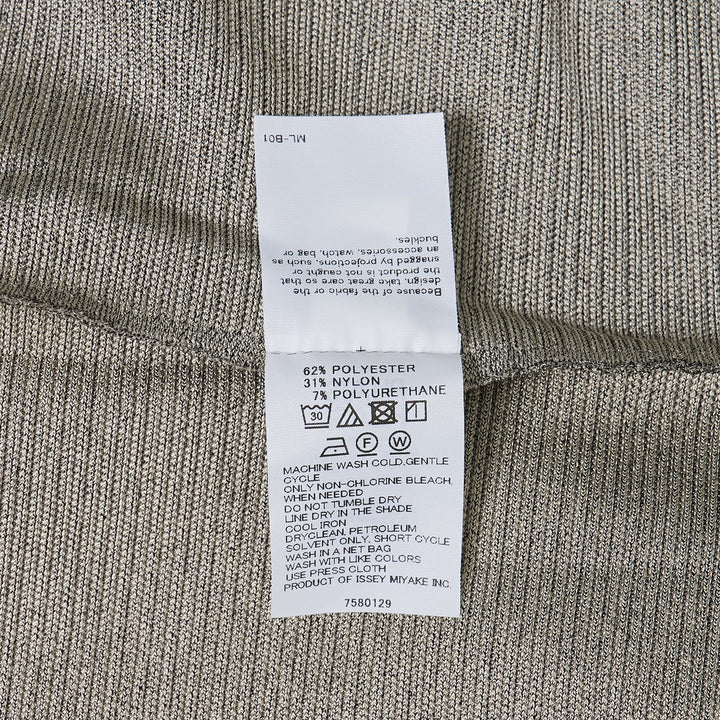 ML-B01
Because of the fabric or the
design, take great care so that
the product is not caught or
snagged by projections, such as
an accessories, watch, bag or
buckles.
62% POLYESTER
31% NYLON
7% POLYURETHANE
30
F W
MACHINE WASH COLD,GENTLE
CYCLE
ONLY NON-CHLORINE BLEACH,
WHEN NEEDED
DO NOT TUMBLE DRY
LINE DRY IN THE SHADE
COOL IRON
DRYCLEAN, PETROLEUM
SOLVENT ONLY, SHORT CYCLE
WASH IN A NET BAG
WASH WITH LIKE COLORS
USE PRESS CLOTH
PRODUCT OF ISSEY MIYAKE INC.
7580129